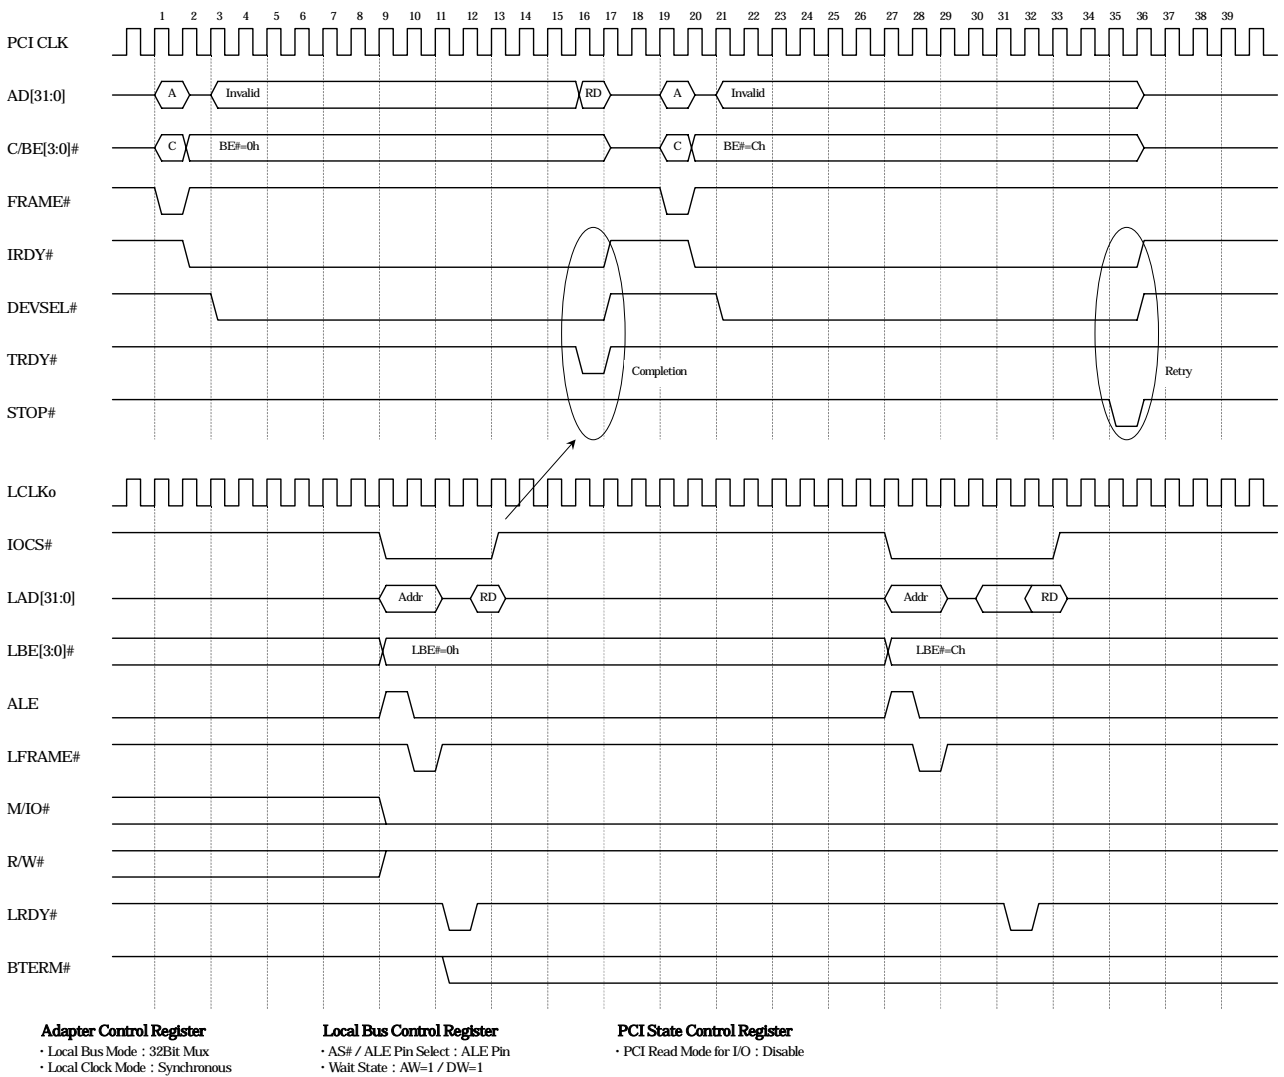 1 2 3 4 5 6 7 8 9 10 11 12 13 14 15 16 17 18 19 20 21 22 23 24 25 26 27 28 29 30 31 32 33 34 35 36 37 38 39
PCI CLK
AD[31:0] A Invalid RD A Invalid
C/BE[3:0]# C BE#=0h C BE#=Ch
FRAME#
IRDY#
DEVSEL#
TRDY#
Completion Retry
STOP#
LCLKo
IOCS#
LAD[31:0] Addr RD Addr RD
LBE[3:0]# LBE#=0h LBE#=Ch
ALE
LFRAME#
M/IO#
R/W#
LRDY#
BTERM#
Adapter Control Register
・Local Bus Mode : 32Bit Mux
・Local Clock Mode : Synchronous
Local Bus Control Register
・AS# / ALE Pin Select : ALE Pin
・Wait State : AW=1 / DW=1
PCI State Control Register
・PCI Read Mode for I/O : Disable